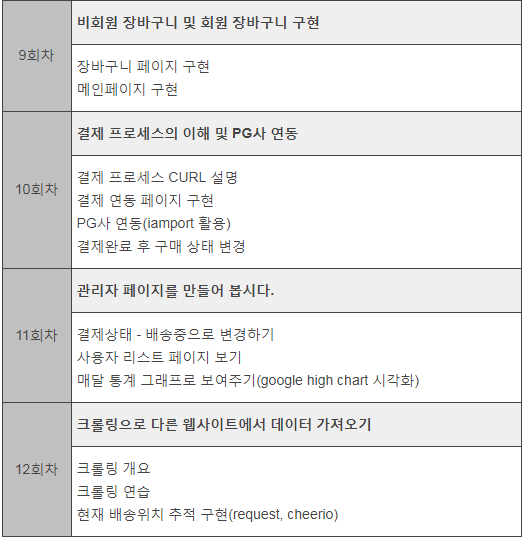 9회차
비회원 장바구니 및 회원 장바구니 구현
장바구니 페이지 구현
메인페이지 구현
10회차
결제 프로세스의 이해 및 PG사 연동
결제 프로세스 CURL 설명
결제 연동 페이지 구현
PG사 연동(iamport 활용)
결제완료 후 구매 상태 변경
11회차
관리자 페이지를 만들어 봅시다.
결제상태 - 배송중으로 변경하기
사용자 리스트 페이지 보기
매달 통계 그래프로 보여주기(google high chart 시각화)
12회차
크롤링으로 다른 웹사이트에서 데이터 가져오기
크롤링 개요
크롤링 연습
현재 배송위치 추적 구현(request, cheerio)